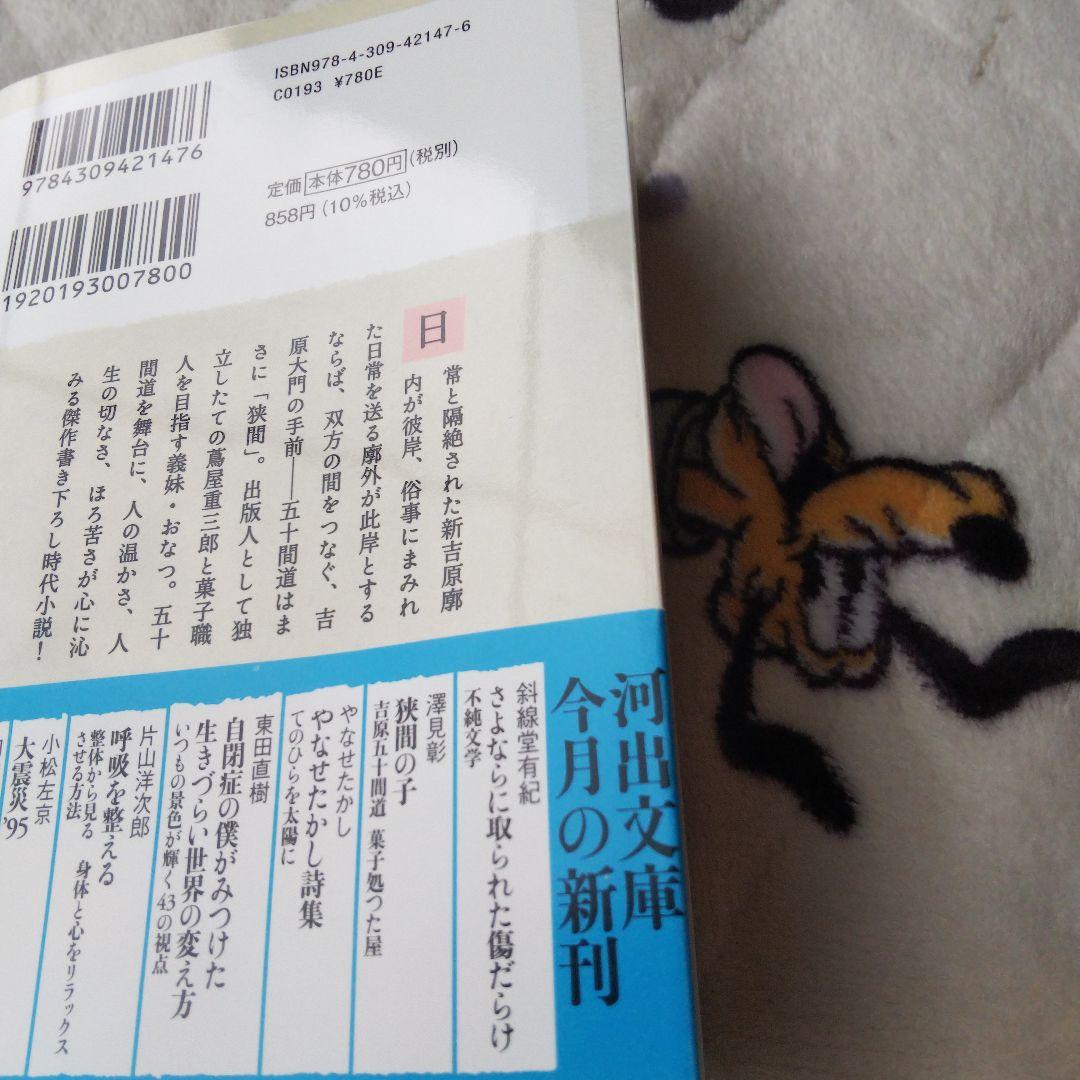 ISBN978-4-309-42147-6
C0193 ¥780E
9784309421476
定価 本体780円(税別)
858円(10%税込)
1920193007800
日
常と隔絶された新吉原廓
内が彼岸、俗事にまみれ
た日常を送る廓外が此岸とする
ならば、双方の間をつなぐ、吉
原大門の手前——五十間道はま
さに「狭間」。出版人として独
立したての蔦屋重三郎と菓子職
人を目指す義妹・おなつ。五十
間道を舞台に、人の温かさ、人
生の切なさ、ほろ苦さが心に沁
みる傑作書き下ろし時代小説！
河出文庫
今月の新刊
斜線堂有紀
さよならに取られた傷だらけ
不純文学
澤見彰
狭間の子
吉原五十間道 菓子処つた屋
やなせたかし
やなせたかし詩集
てのひらを太陽に
東田直樹
自閉症の僕がみつけた
生きづらい世界の変え方
いつもの景色が輝く43の視点
片山洋次郎
呼吸を整える
整体から見る 身体と心をリラックス
させる方法
小松左京
大震災'95